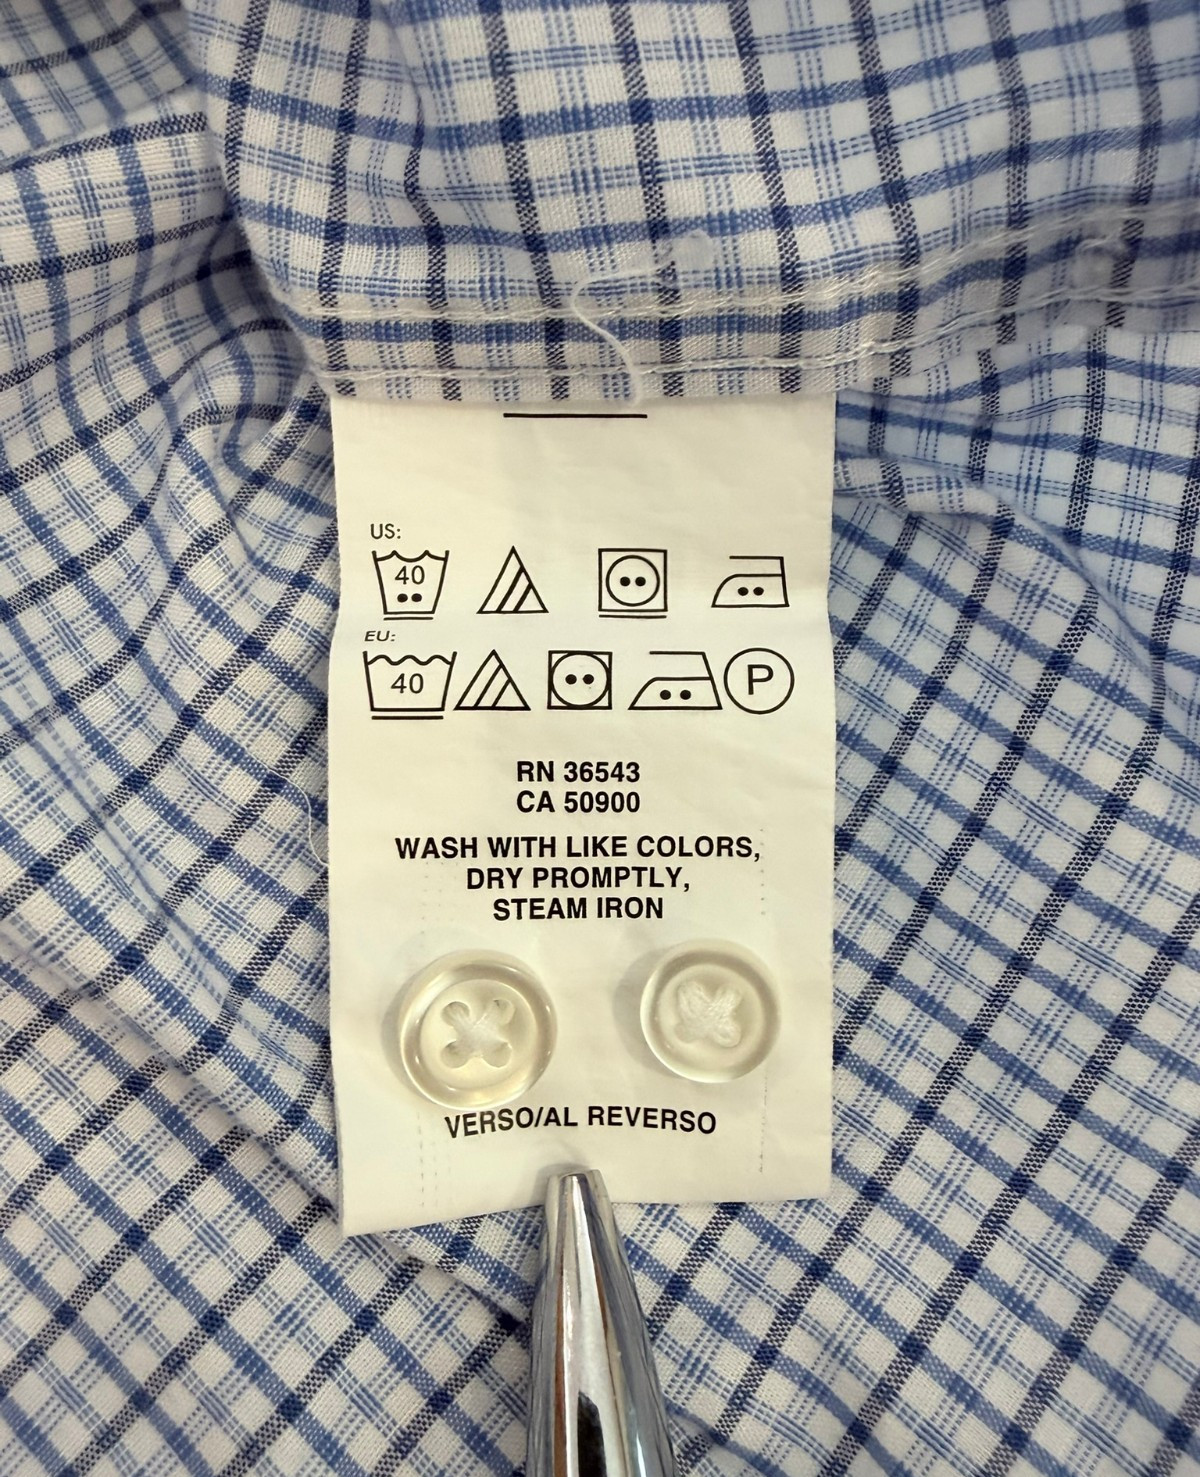 US:
40
EU:
40
P
RN 36543
CA 50900
WASH WITH LIKE COLORS,
DRY PROMPTLY,
STEAM IRON
VERSO/AL REVERSO